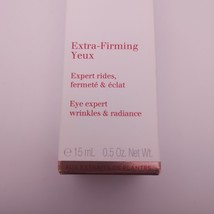 Extra-Firming
Yeux
Expert rides,
fermeté & éclat
Eye expert
wrinkles & radiance
e 15 mL 0.5 Oz. Net Wt.